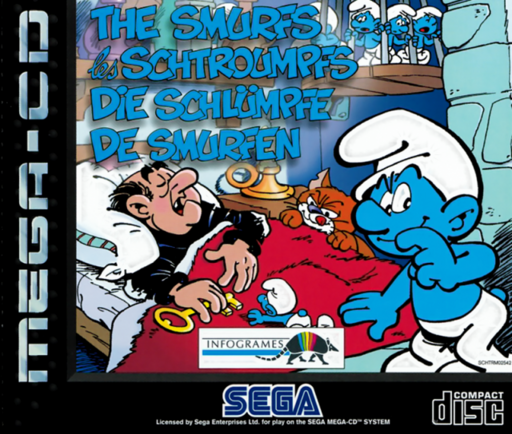 THE SMURFS
les SCHTROUMPFS
DIE SCHLÜMPFE
DE SMURFEN
MEGA-CD
INFOGRAMES
SCHTRM02542
SEGA
Licensed by Sega Enterprises Ltd. for play on the SEGA MEGA-CD™ SYSTEM
COMPACT
disc